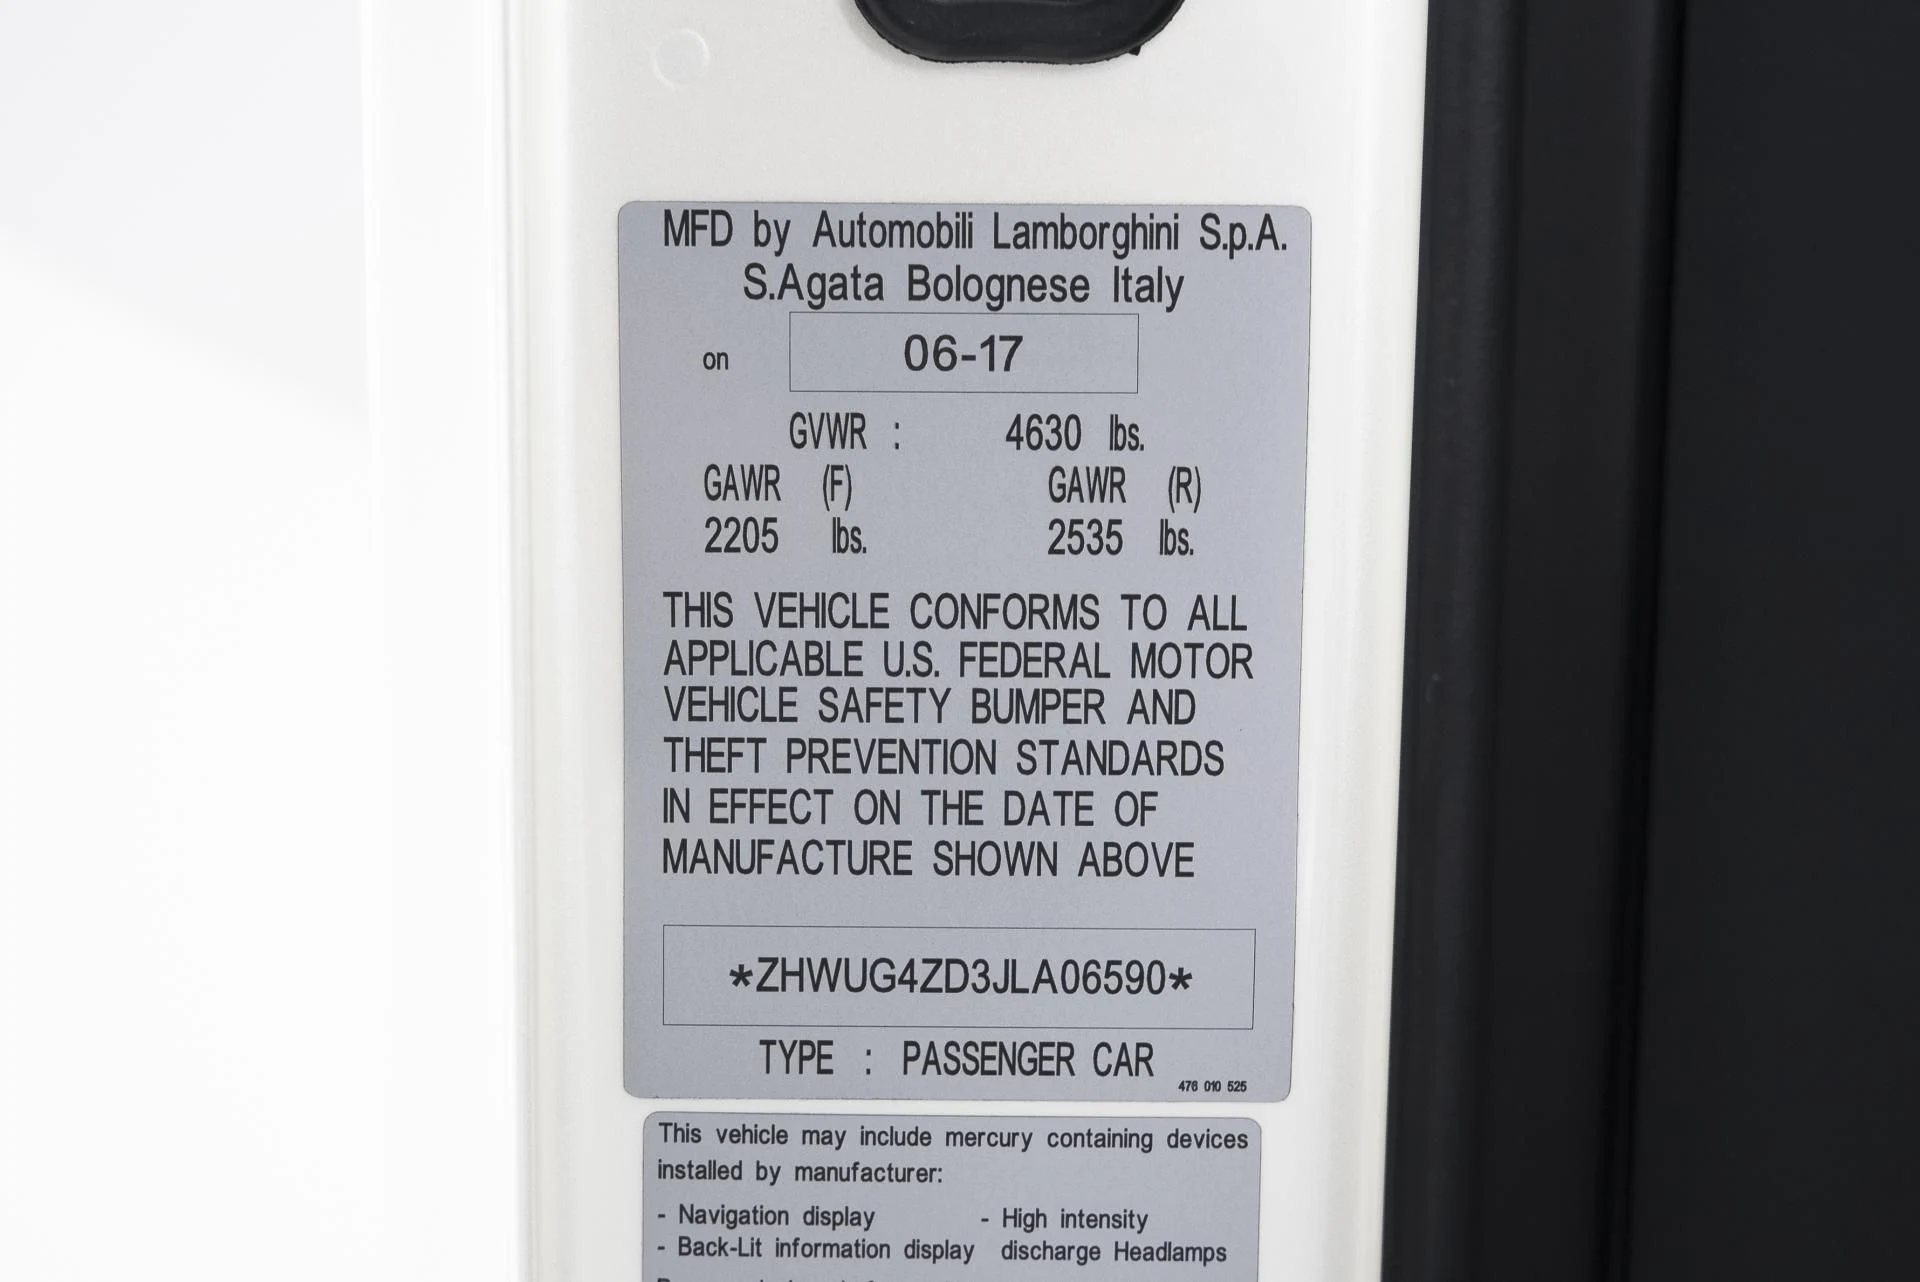 MFD by Automobili Lamborghini S.p.A.
S.Agata Bolognese Italy
on 06-17
GVWR : 4630 lbs.
GAWR (F) GAWR (R)
2205 lbs. 2535 lbs.
THIS VEHICLE CONFORMS TO ALL
APPLICABLE U.S. FEDERAL MOTOR
VEHICLE SAFETY BUMPER AND
THEFT PREVENTION STANDARDS
IN EFFECT ON THE DATE OF
MANUFACTURE SHOWN ABOVE
*ZHWUG4ZD3JLA06590*
TYPE : PASSENGER CAR
476 010 525
This vehicle may include mercury containing devices
installed by manufacturer:
- Navigation display - High intensity
- Back-Lit information display discharge Headlamps